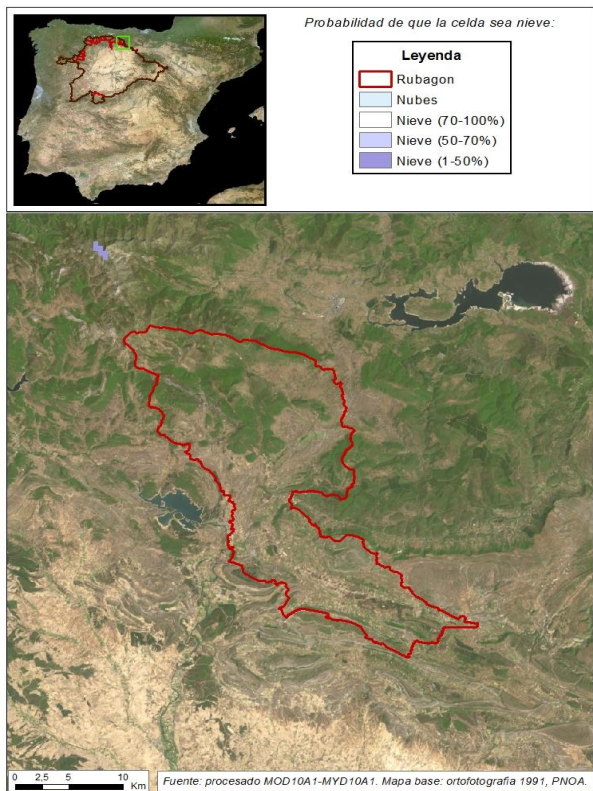 Probabilidad de que la celda sea nieve:
Leyenda
Rubagon
Nubes
Nieve (70-100%)
Nieve (50-70%)
Nieve (1-50%)
0 2,5 5 10
Km
Fuente: procesado MOD10A1-MYD10A1. Mapa base: ortofotografia 1991, PNOA.